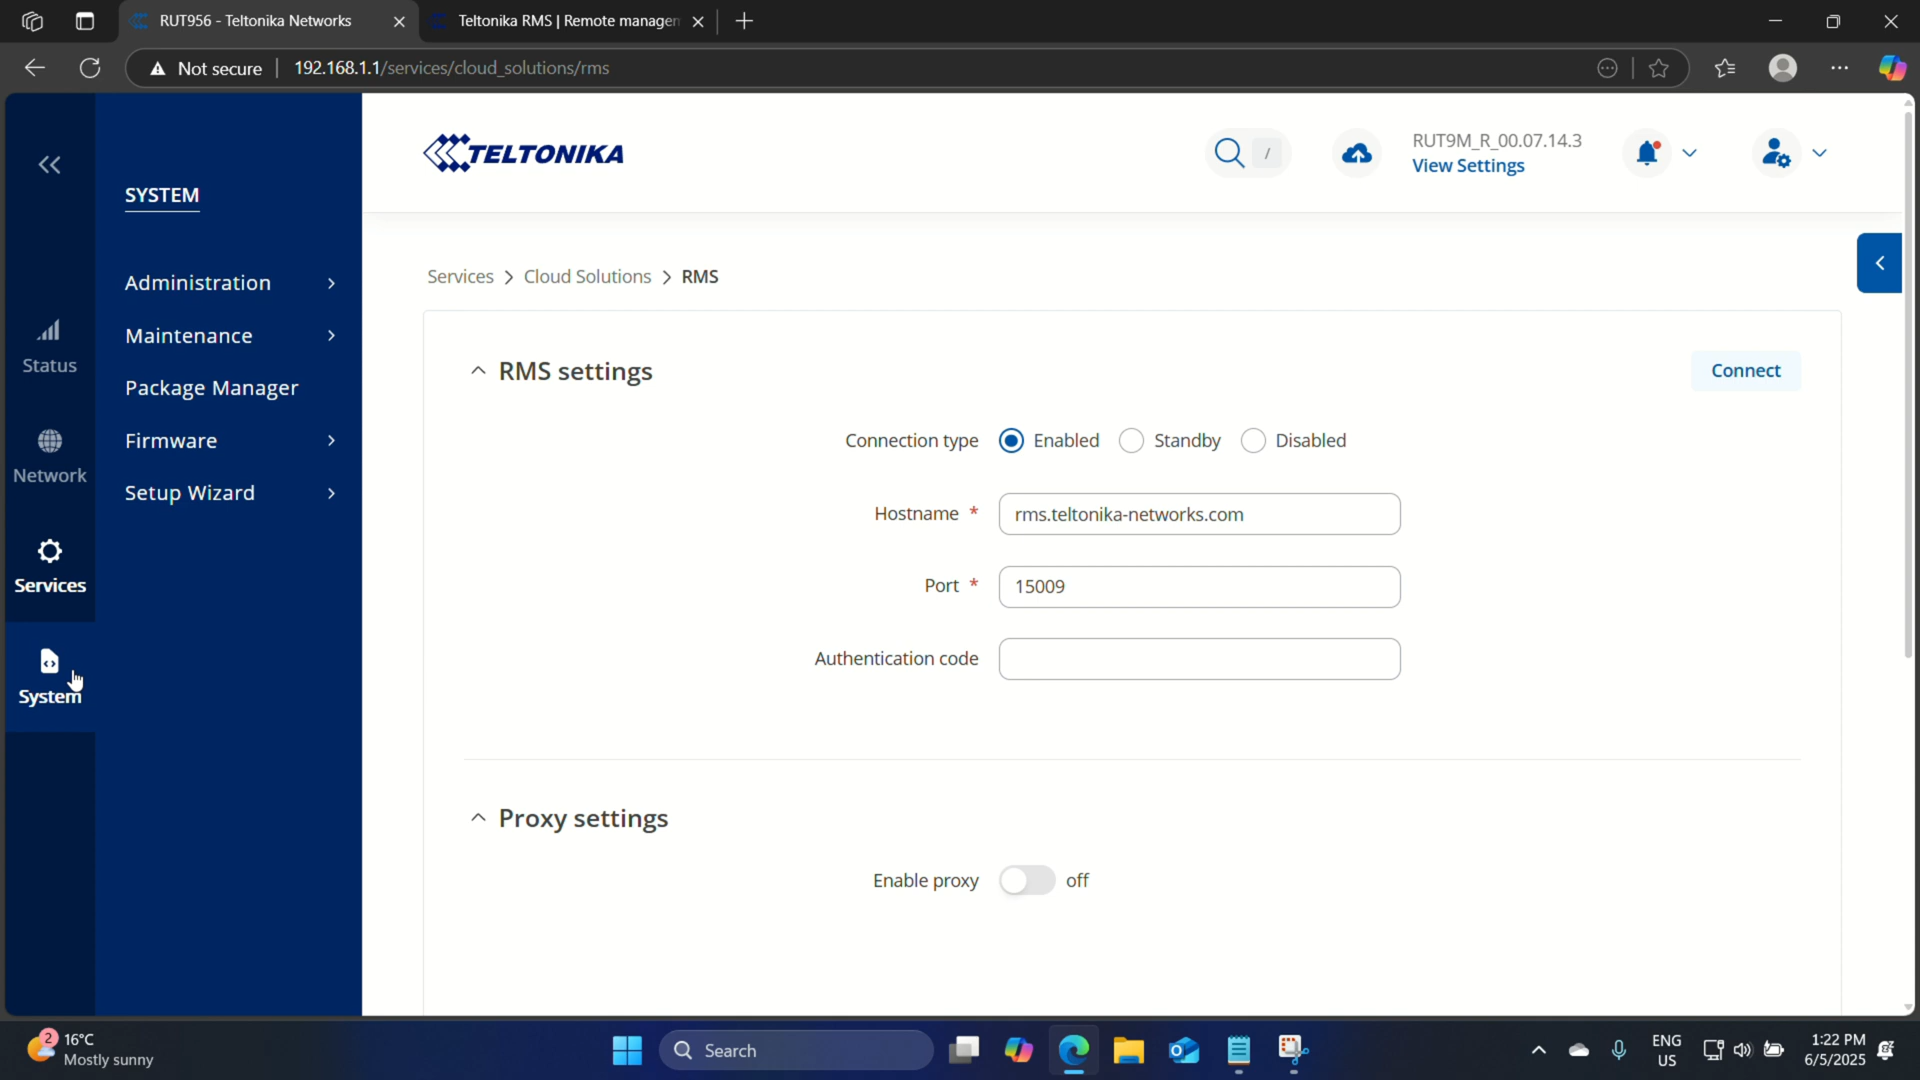 RUT956 - Teltonika Networks
Teltonika RMS | Remote managem
Not secure
192.168.1.1/services/cloud_solutions/rms
TELTONIKA
/
RUT9M_R_00.07.14.3
View Settings
SYSTEM
Administration
Maintenance
Package Manager
Firmware
Setup Wizard
Status
Network
Services
System
Services > Cloud Solutions > RMS
RMS settings
Connect
Connection type Enabled Standby Disabled
Hostname * rms.teltonika-networks.com
Port * 15009
Authentication code
Proxy settings
Enable proxy off
2
16°C
Mostly sunny
Search
ENG
US
1:22 PM
6/5/2025